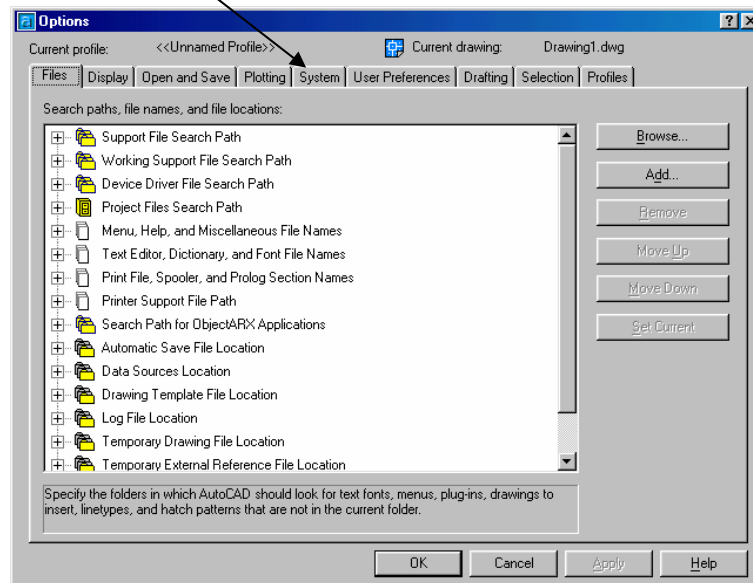 Options
Current profile: <<Unnamed Profile>> Current drawing: Drawing1.dwg
Files Display Open and Save Plotting System User Preferences Drafting Selection Profiles
Search paths, file names, and file locations:
Support File Search Path
Working Support File Search Path
Device Driver File Search Path
Project Files Search Path
Menu, Help, and Miscellaneous File Names
Text Editor, Dictionary, and Font File Names
Print File, Spooler, and Prolog Section Names
Printer Support File Path
Search Path for ObjectARX Applications
Automatic Save File Location
Data Sources Location
Drawing Template File Location
Log File Location
Temporary Drawing File Location
Temporary External Reference File Location
Browse...
Add...
Remove
Move Up
Move Down
Set Current
Specify the folders in which AutoCAD should look for text fonts, menus, plug-ins, drawings to
insert, linetypes, and hatch patterns that are not in the current folder.
OK Cancel Apply Help